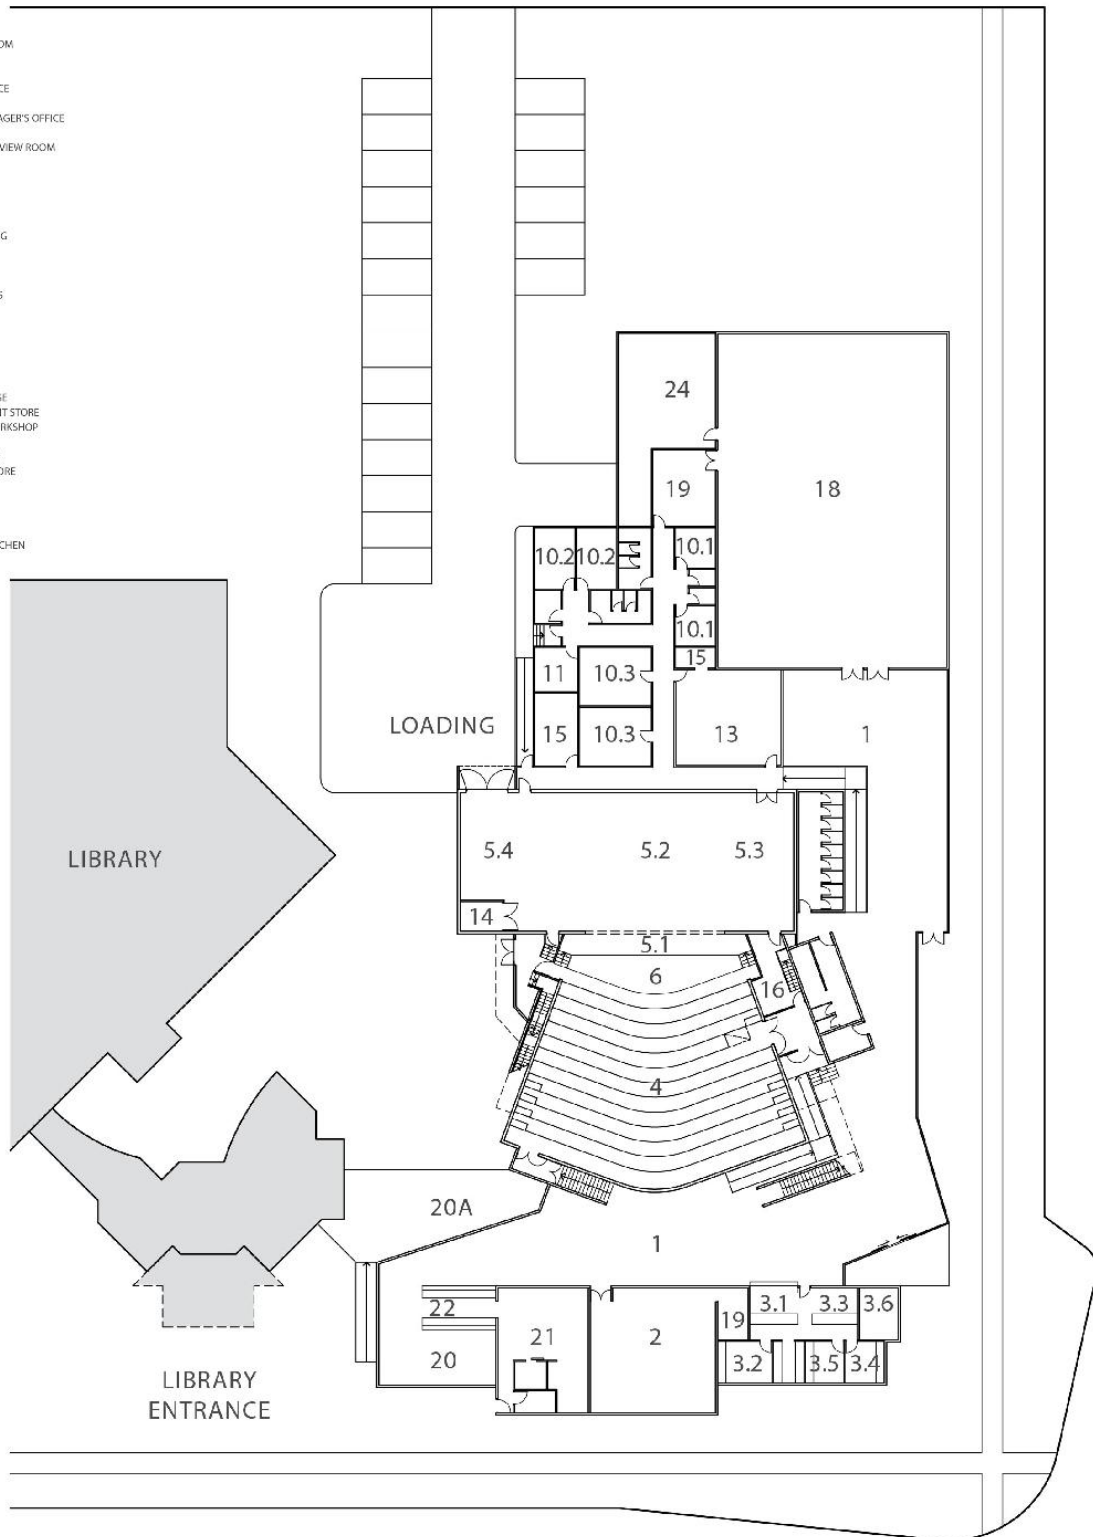 OM
CE
AGER'S OFFICE
VIEW ROOM
G
S
GE
IT STORE
RKSHOP
ORE
CHEN
24
19
18
10.2
10.2
10.1
10.1
15
11
10.3
LOADING
15
10.3
13
1
LIBRARY
5.4
5.2
5.3
14
5.1
6
16
4
20A
1
22
3.1
3.3
3.6
19
21
2
20
3.2
3.5
3.4
LIBRARY
ENTRANCE